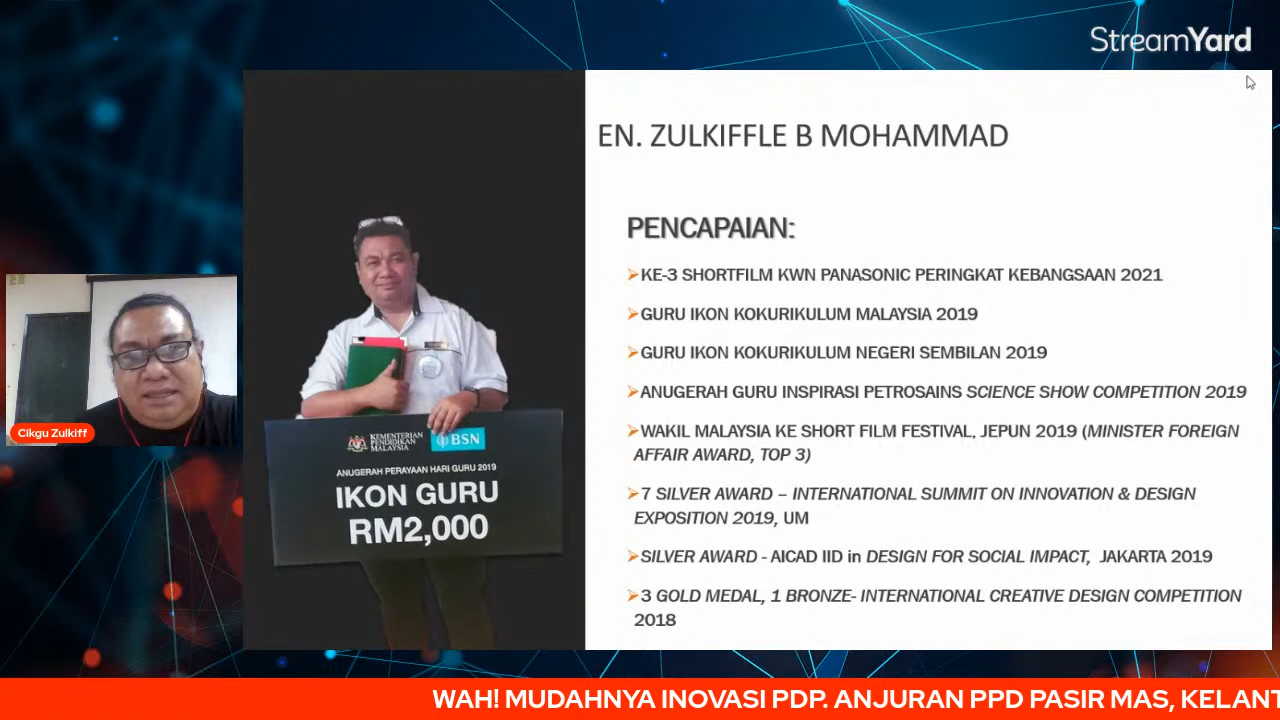 StreamYard
EN. ZULKIFFLE B MOHAMMAD
PENCAPAIAN:
➢KE-3 SHORTFILM KWN PANASONIC PERINGKAT KEBANGSAAN 2021
➢GURU IKON KOKURIKULUM MALAYSIA 2019
➢GURU IKON KOKURIKULUM NEGERI SEMBILAN 2019
➢ANUGERAH GURU INSPIRASI PETROSAINS SCIENCE SHOW COMPETITION 2019
➢WAKIL MALAYSIA KE SHORT FILM FESTIVAL, JEPUN 2019 (MINISTER FOREIGN
AFFAIR AWARD, TOP 3)
➢7 SILVER AWARD – INTERNATIONAL SUMMIT ON INNOVATION & DESIGN
EXPOSITION 2019, UM
➢SILVER AWARD - AICAD IID in DESIGN FOR SOCIAL IMPACT, JAKARTA 2019
➢3 GOLD MEDAL, 1 BRONZE- INTERNATIONAL CREATIVE DESIGN COMPETITION
2018
KEMENTERIAN
PENDIDIKAN
MALAYSIA
BSN
ANUGERAH PERAYAAN HARI GURU 2019
IKON GURU
RM2,000
Cikgu Zulkiff
WAH! MUDAHNYA INOVASI PDP. ANJURAN PPD PASIR MAS, KELANT